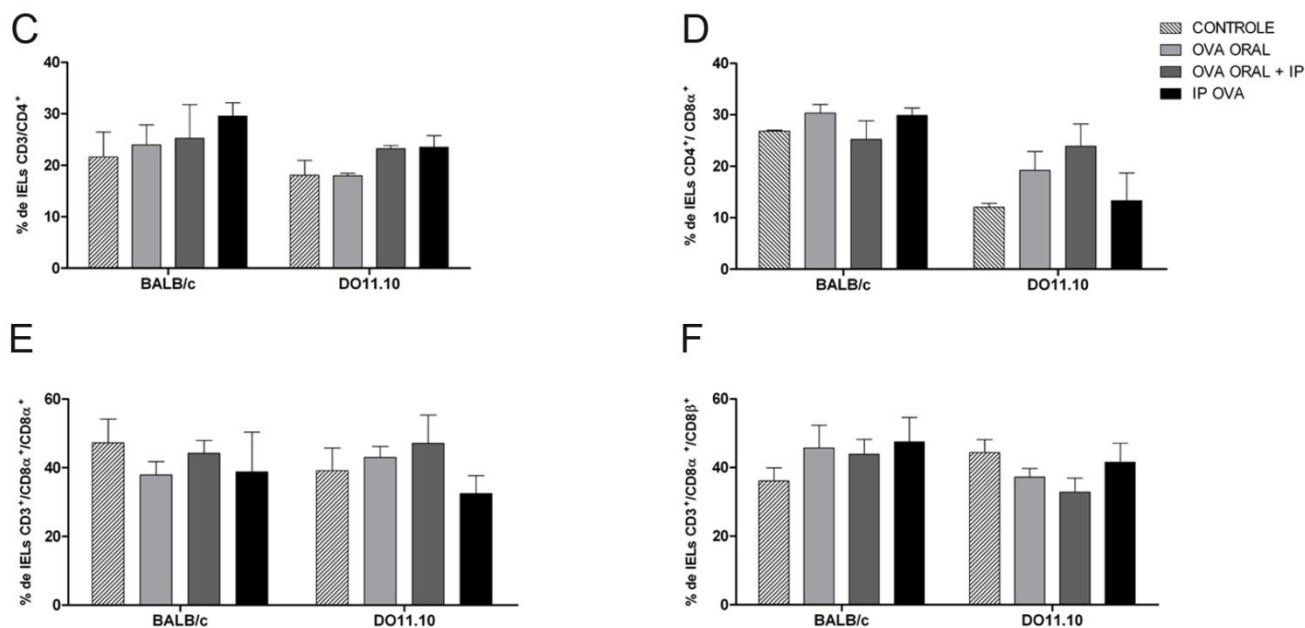 C
% de IELs CD3/CD4⁺
40
30
20
10
0
BALB/c DO11.10
D
CONTROLE
OVA ORAL
OVA ORAL + IP
IP OVA
% de IELs CD4⁺/ CD8α⁺
40
30
20
10
0
BALB/c DO11.10
E
% de IELs CD3⁺/CD8α⁺/CD8α⁺
60
40
20
0
BALB/c DO11.10
F
% de IELs CD3⁺/CD8α⁺/CD8β⁺
60
40
20
0
BALB/c DO11.10